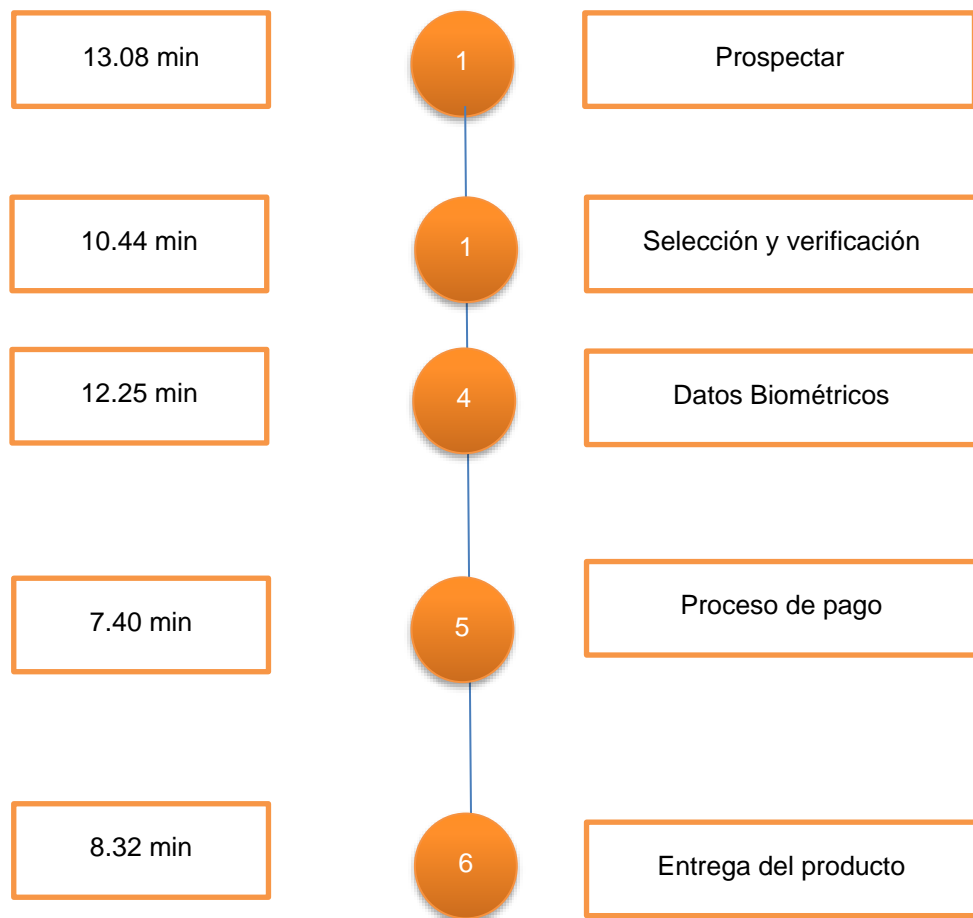 13.08 min
1
Prospectar
10.44 min
1
Selección y verificación
12.25 min
4
Datos Biométricos
7.40 min
5
Proceso de pago
8.32 min
6
Entrega del producto